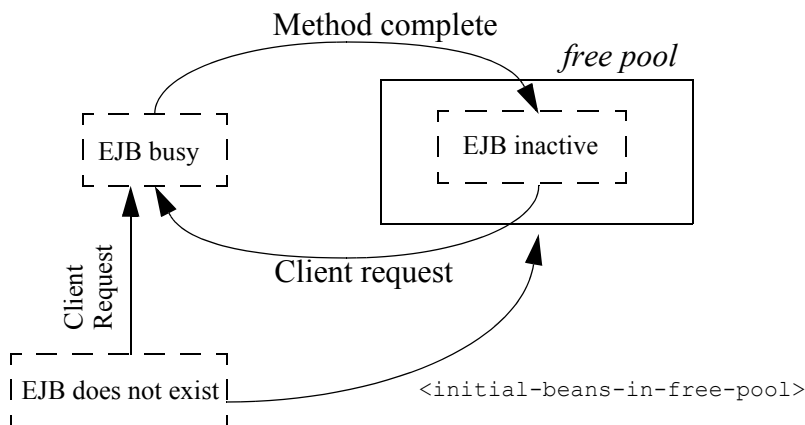 Method complete
free pool
EJB busy
EJB inactive
Client request
Client
Request
EJB does not exist
<initial-beans-in-free-pool>